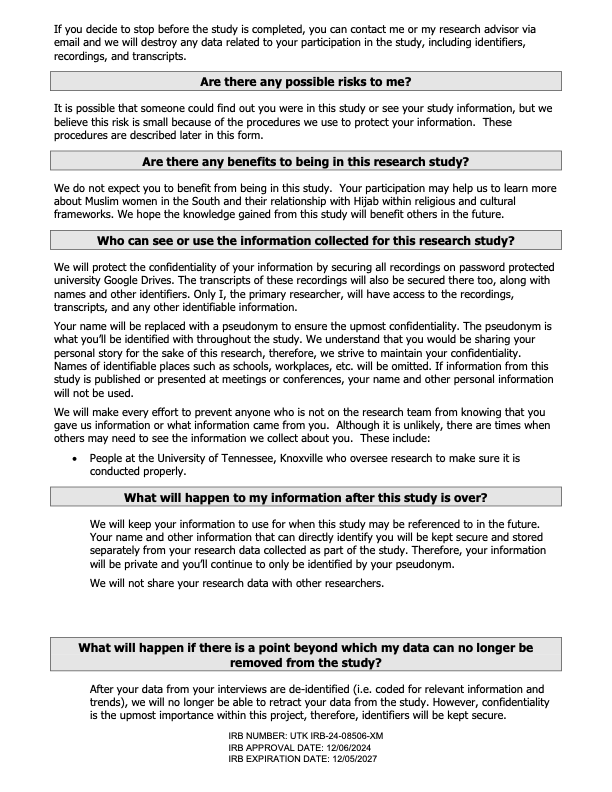 If you decide to stop before the study is completed, you can contact me or my research advisor via
email and we will destroy any data related to your participation in the study, including identifiers,
recordings, and transcripts.
Are there any possible risks to me?
It is possible that someone could find out you were in this study or see your study information, but we
believe this risk is small because of the procedures we use to protect your information.  These
procedures are described later in this form.
Are there any benefits to being in this research study?
We do not expect you to benefit from being in this study.  Your participation may help us to learn more
about Muslim women in the South and their relationship with Hijab within religious and cultural
frameworks. We hope the knowledge gained from this study will benefit others in the future.
Who can see or use the information collected for this research study?
We will protect the confidentiality of your information by securing all recordings on password protected
university Google Drives. The transcripts of these recordings will also be secured there too, along with
names and other identifiers. Only I, the primary researcher, will have access to the recordings,
transcripts, and any other identifiable information.
Your name will be replaced with a pseudonym to ensure the upmost confidentiality. The pseudonym is
what you'll be identified with throughout the study. We understand that you would be sharing your
personal story for the sake of this research, therefore, we strive to maintain your confidentiality.
Names of identifiable places such as schools, workplaces, etc. will be omitted. If information from this
study is published or presented at meetings or conferences, your name and other personal information
will not be used.
We will make every effort to prevent anyone who is not on the research team from knowing that you
gave us information or what information came from you.  Although it is unlikely, there are times when
others may need to see the information we collect about you.  These include:
• People at the University of Tennessee, Knoxville who oversee research to make sure it is
conducted properly.
What will happen to my information after this study is over?
We will keep your information to use for when this study may be referenced to in the future.
Your name and other information that can directly identify you will be kept secure and stored
separately from your research data collected as part of the study. Therefore, your information
will be private and you'll continue to only be identified by your pseudonym.
We will not share your research data with other researchers.
What will happen if there is a point beyond which my data can no longer be
removed from the study?
After your data from your interviews are de-identified (i.e. coded for relevant information and
trends), we will no longer be able to retract your data from the study. However, confidentiality
is the upmost importance within this project, therefore, identifiers will be kept secure.
IRB NUMBER: UTK IRB-24-08506-XM
IRB APPROVAL DATE: 12/06/2024
IRB EXPIRATION DATE: 12/05/2027